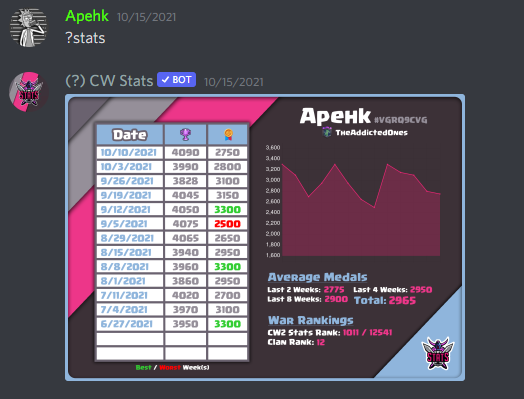 Apehk 10/15/2021
?stats
(?) CW Stats ✓ BOT 10/15/2021
Date
10/10/2021 4090 2750
10/3/2021 3990 2800
9/26/2021 3828 3100
9/19/2021 4045 3150
9/12/2021 4050 3300
9/5/2021 4075 2500
8/29/2021 4065 2650
8/15/2021 3940 2950
8/8/2021 3960 3300
8/1/2021 3860 2950
7/11/2021 4020 2700
7/4/2021 3970 3100
6/27/2021 3950 3300
Best / Worst Week(s)
Apehk #VGRQ9CVG
TheAddictedOnes
3,600
3,400
3,200
3,000
2,800
2,600
2,400
2,200
2,000
1,800
1,600
Average Medals
Last 2 Weeks: 2775 Last 4 Weeks: 2950
Last 8 Weeks: 2900 Total: 2965
War Rankings
CW2 Stats Rank: 1011 / 12541
Clan Rank: 12
STATS